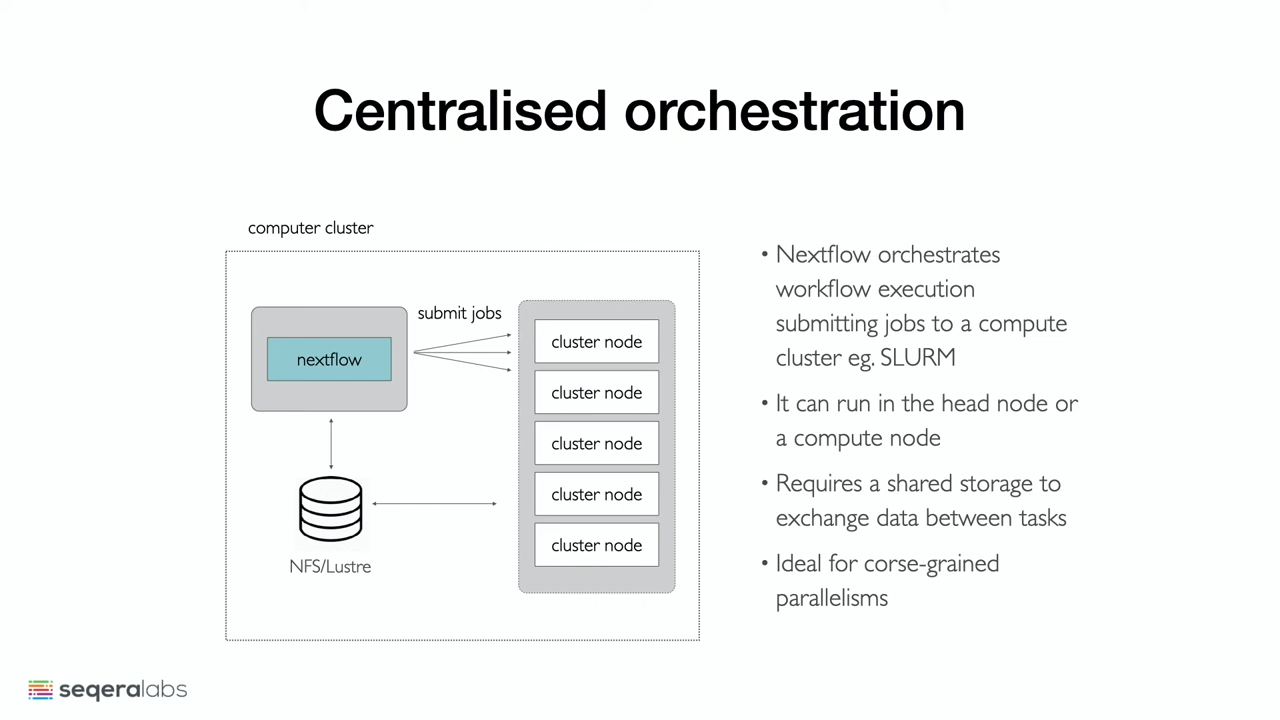 Centralised orchestration
computer cluster
submit jobs
nextflow
NFS/Lustre
cluster node
cluster node
cluster node
cluster node
cluster node
• Nextflow orchestrates
workflow execution
submitting jobs to a compute
cluster eg. SLURM
• It can run in the head node or
a compute node
• Requires a shared storage to
exchange data between tasks
• Ideal for corse-grained
parallelisms
seqeralabs